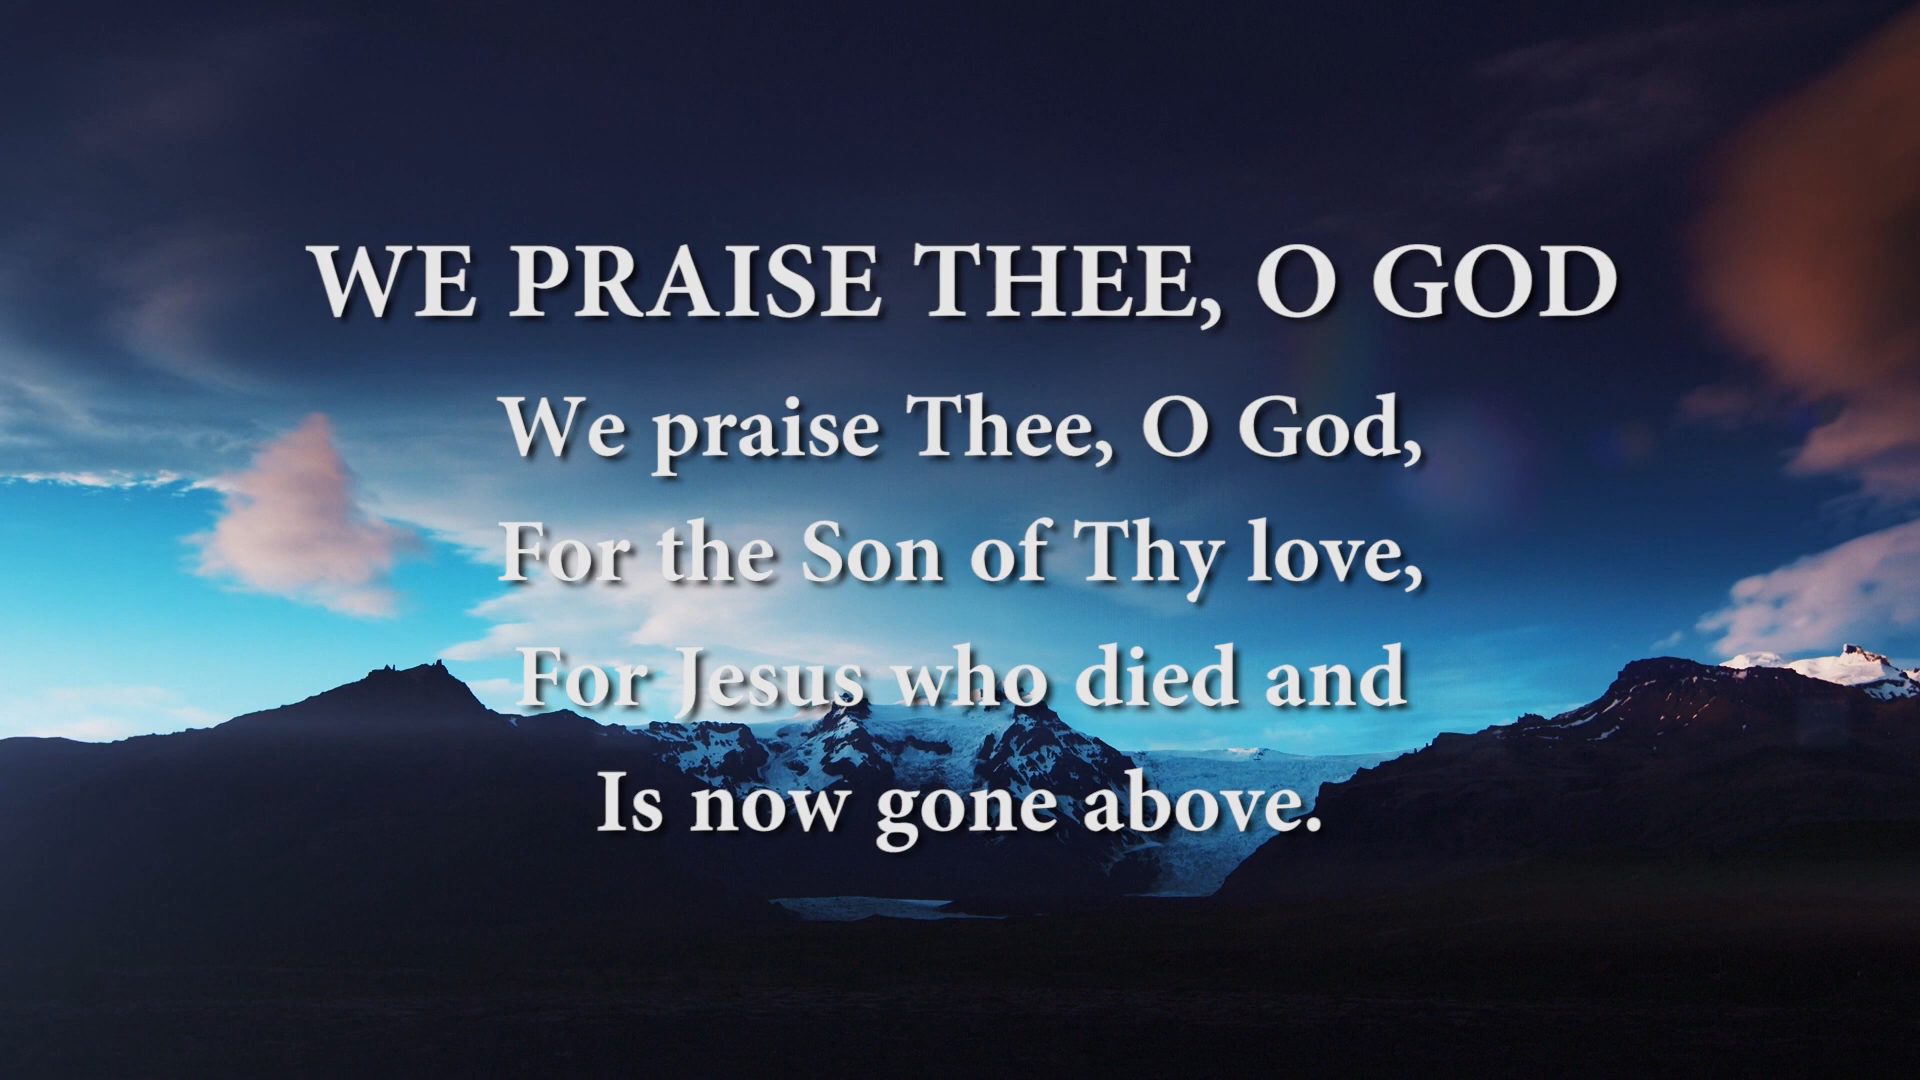 WE PRAISE THEE, O GOD
We praise Thee, O God,
For the Son of Thy love,
For Jesus who died and
Is now gone above.